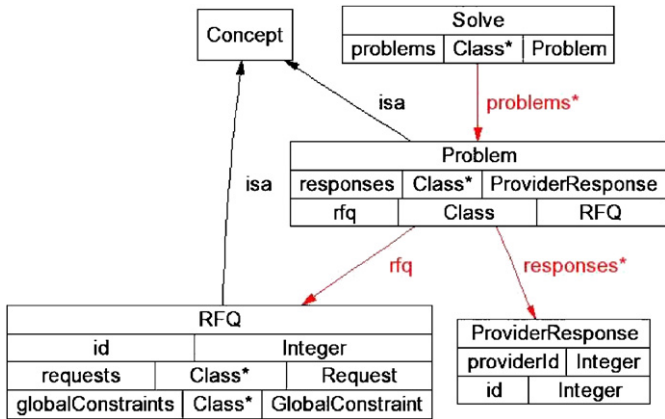 Solve
Concept
problems Class* Problem
isa
problems*
Problem
isa
responses Class* ProviderResponse
rfq Class RFQ
rfq
responses*
RFQ
ProviderResponse
id Integer
providerId Integer
requests Class* Request
id Integer
globalConstraints Class* GlobalConstraint